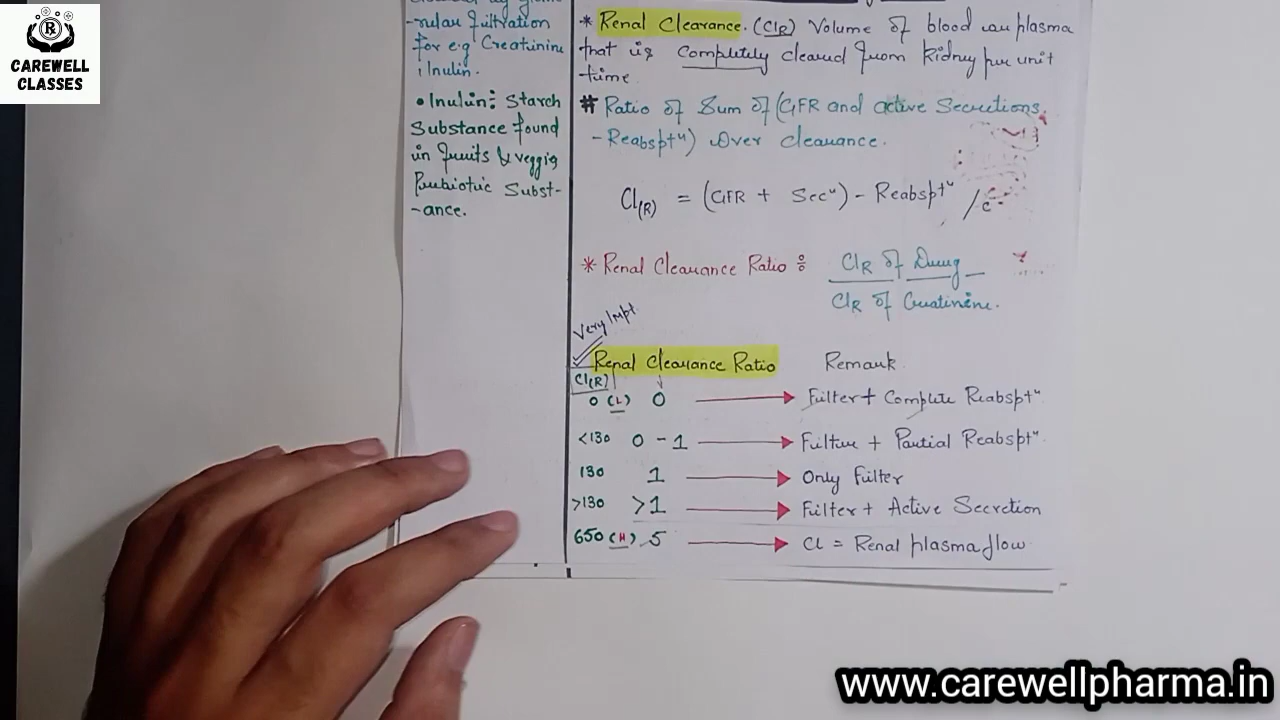 CAREWELL
CLASSES
-rular filtration
for e.g Creatinine
, Inulin.
• Inulin: Starch
Substance found
in fruits & veggis,
Prebiotic Subst-
-ance.
* Renal Clearance. (ClR) Volume of blood
that is completely cleared from kidney per unit
time.
# Ratio of Sum of (GFR and active Secretions
- Reabsptⁿ) over clearance.
Cl(R) = (GFR + Secⁿ) - Reabsptⁿ /c
* Renal Clearance Ratio : ClR of Drug
ClR of Creatinine.
Very Impt
Renal Clearance Ratio Remark
Cl(R)
0 (L) 0 Filter + Complete Reabsptⁿ
<130 0 - 1 Filter + Partial Reabsptⁿ.
130 1 Only Filter
>130 >1 Filter + Active Secretion
650 (H) 5 Cl = Renal plasma flow
www.carewellpharma.in